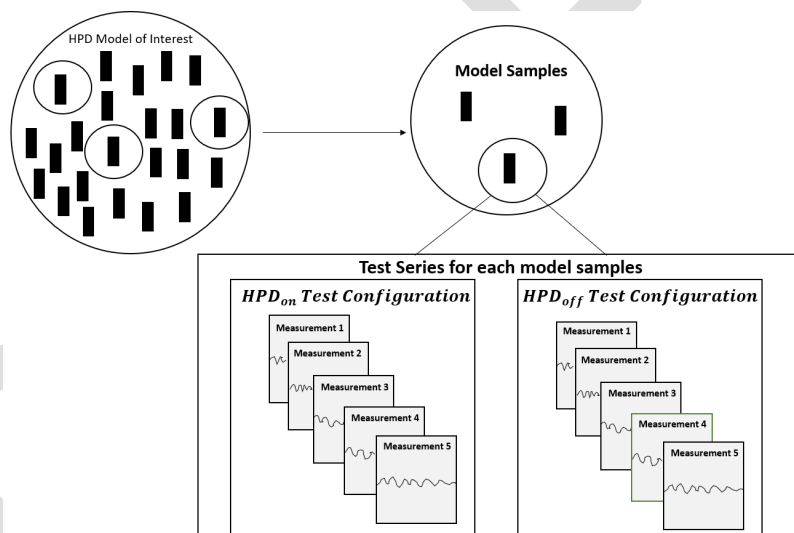 HPD Model of Interest
Model Samples
Test Series for each model samples
HPD_on Test Configuration
Measurement 1
Measurement 2
Measurement 3
Measurement 4
Measurement 5
HPD_off Test Configuration
Measurement 1
Measurement 2
Measurement 3
Measurement 4
Measurement 5